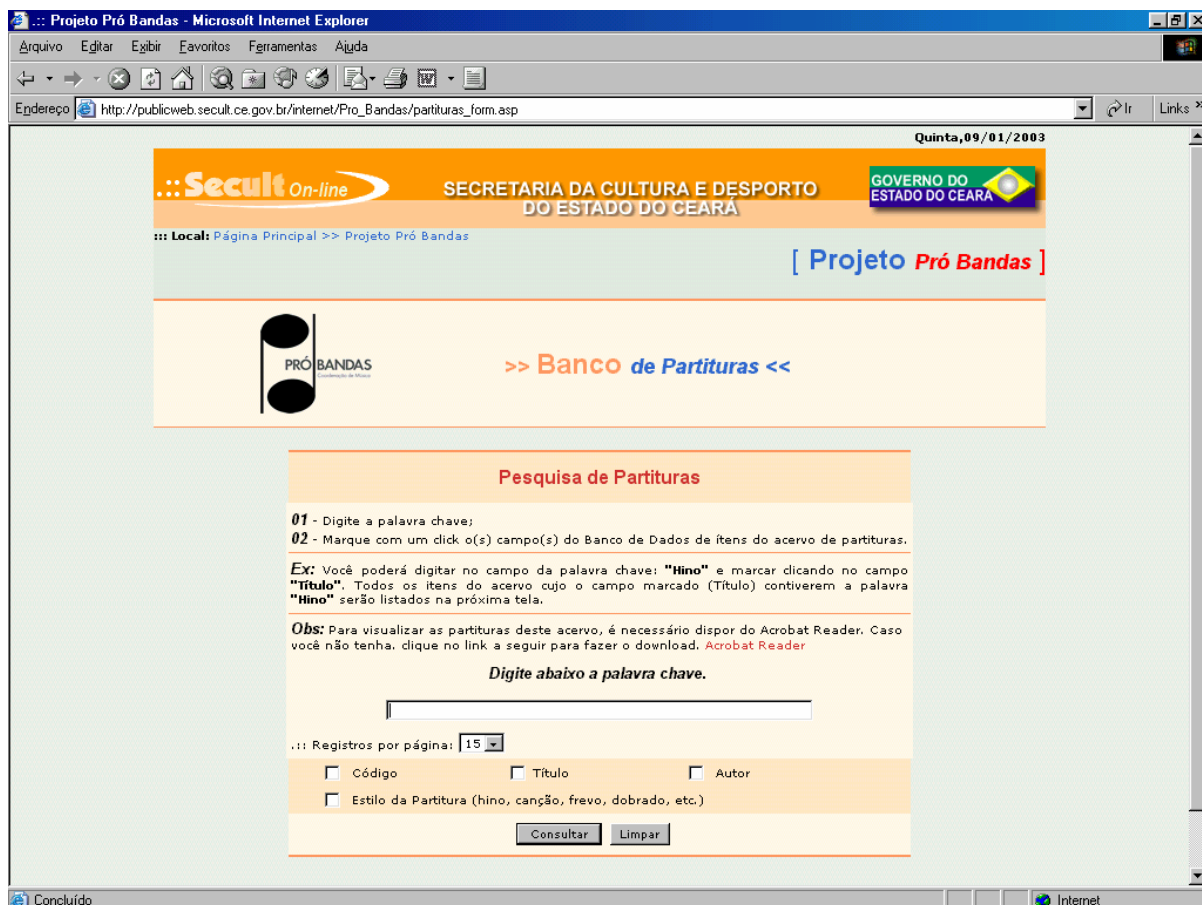 .:: Projeto Pró Bandas - Microsoft Internet Explorer
Arquivo Editar Exibir Favoritos Ferramentas Ajuda
Endereço http://publicweb.secult.ce.gov.br/internet/Pro_Bandas/partituras_form.asp Ir Links »
Quinta,09/01/2003
.:: Secult On-line
SECRETARIA DA CULTURA E DESPORTO
DO ESTADO DO CEARÁ
GOVERNO DO
ESTADO DO CEARÁ
::: Local: Página Principal >> Projeto Pró Bandas
[ Projeto Pró Bandas ]
PRÓ BANDAS
Coordenação de Música
>> Banco de Partituras <<
Pesquisa de Partituras
01 - Digite a palavra chave;
02 - Marque com um click o(s) campo(s) do Banco de Dados de ítens do acervo de partituras.
Ex: Você poderá digitar no campo da palavra chave: "Hino" e marcar clicando no campo
"Título". Todos os itens do acervo cujo o campo marcado (Título) contiverem a palavra
"Hino" serão listados na próxima tela.
Obs: Para visualizar as partituras deste acervo, é necessário dispor do Acrobat Reader. Caso
você não tenha. clique no link a seguir para fazer o download. Acrobat Reader
Digite abaixo a palavra chave.
.:: Registros por página: 15
Código Título Autor
Estilo da Partitura (hino, canção, frevo, dobrado, etc.)
Consultar Limpar
Concluído Internet